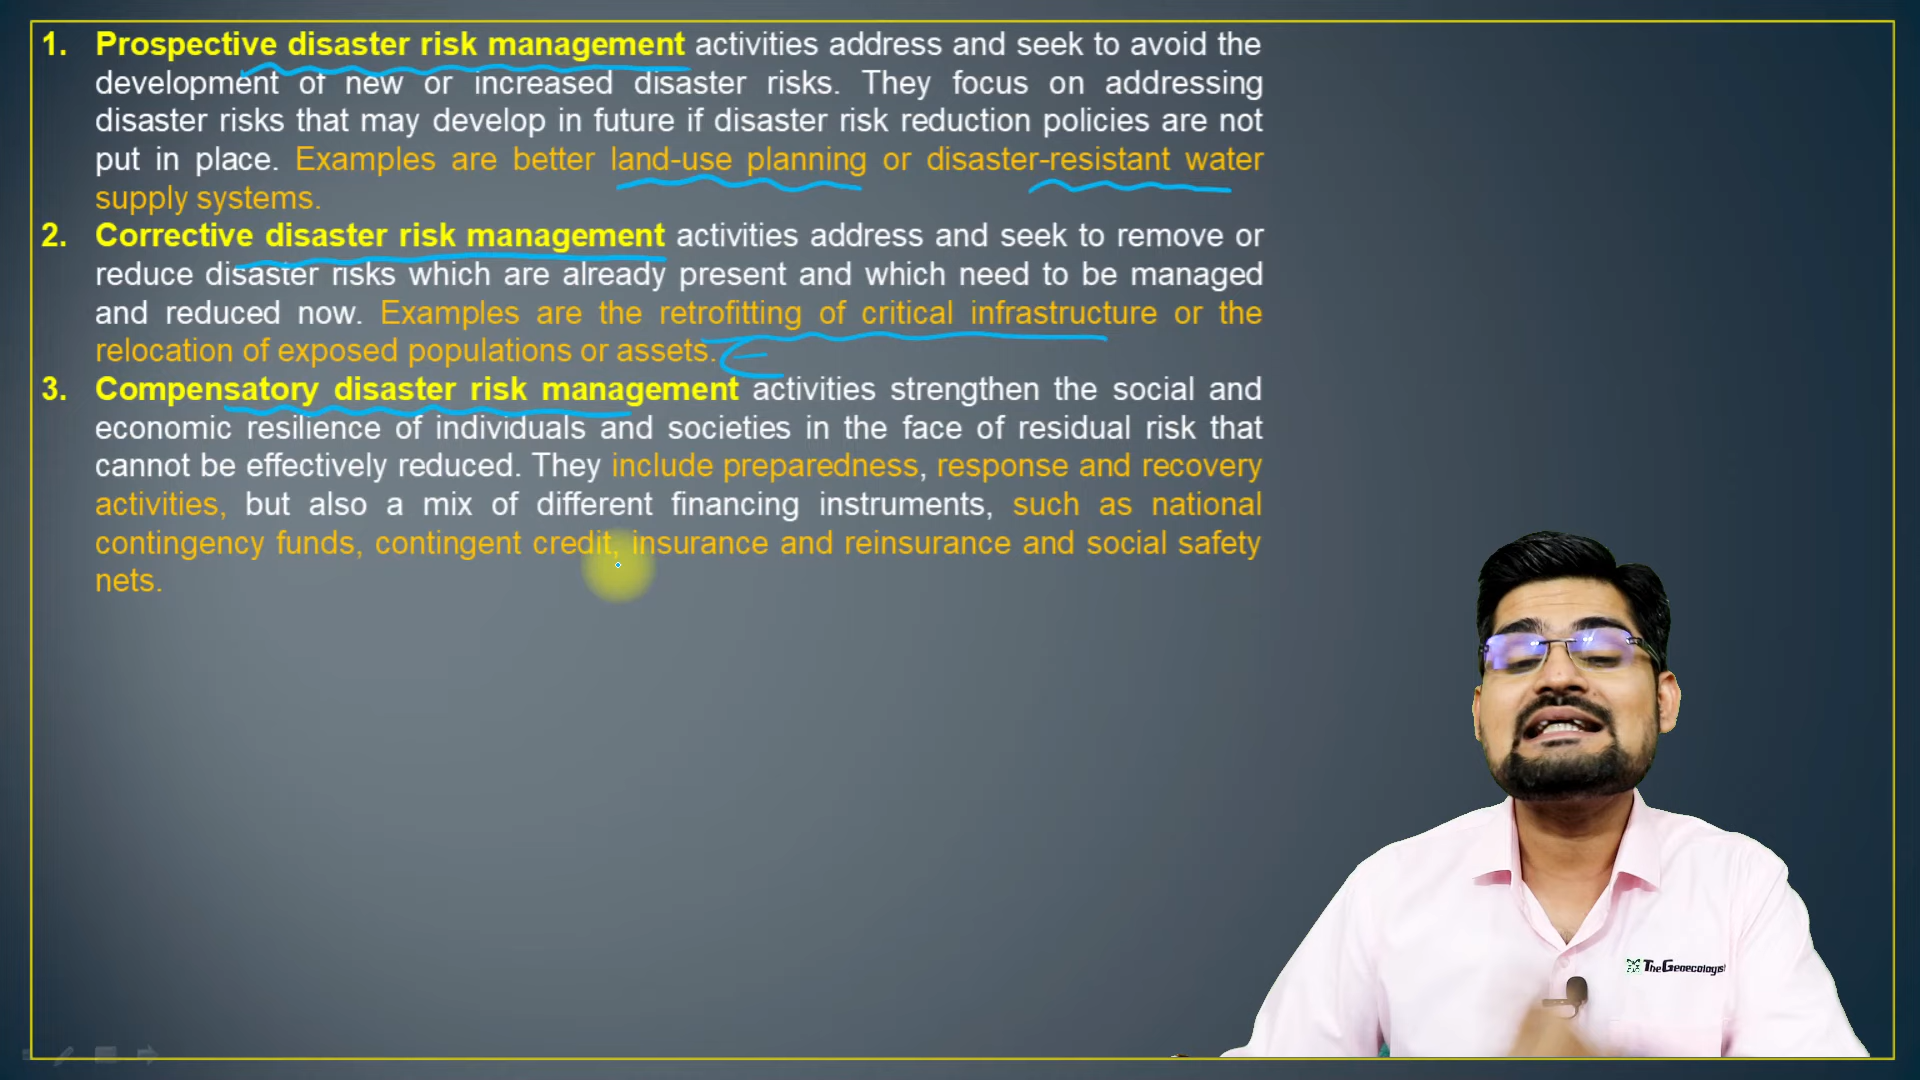 1. Prospective disaster risk management activities address and seek to avoid the
development of new or increased disaster risks. They focus on addressing
disaster risks that may develop in future if disaster risk reduction policies are not
put in place. Examples are better land-use planning or disaster-resistant water
supply systems.
2. Corrective disaster risk management activities address and seek to remove or
reduce disaster risks which are already present and which need to be managed
and reduced now. Examples are the retrofitting of critical infrastructure or the
relocation of exposed populations or assets.
3. Compensatory disaster risk management activities strengthen the social and
economic resilience of individuals and societies in the face of residual risk that
cannot be effectively reduced. They include preparedness, response and recovery
activities, but also a mix of different financing instruments, such as national
contingency funds, contingent credit, insurance and reinsurance and social safety
nets.
TheGeoecologist